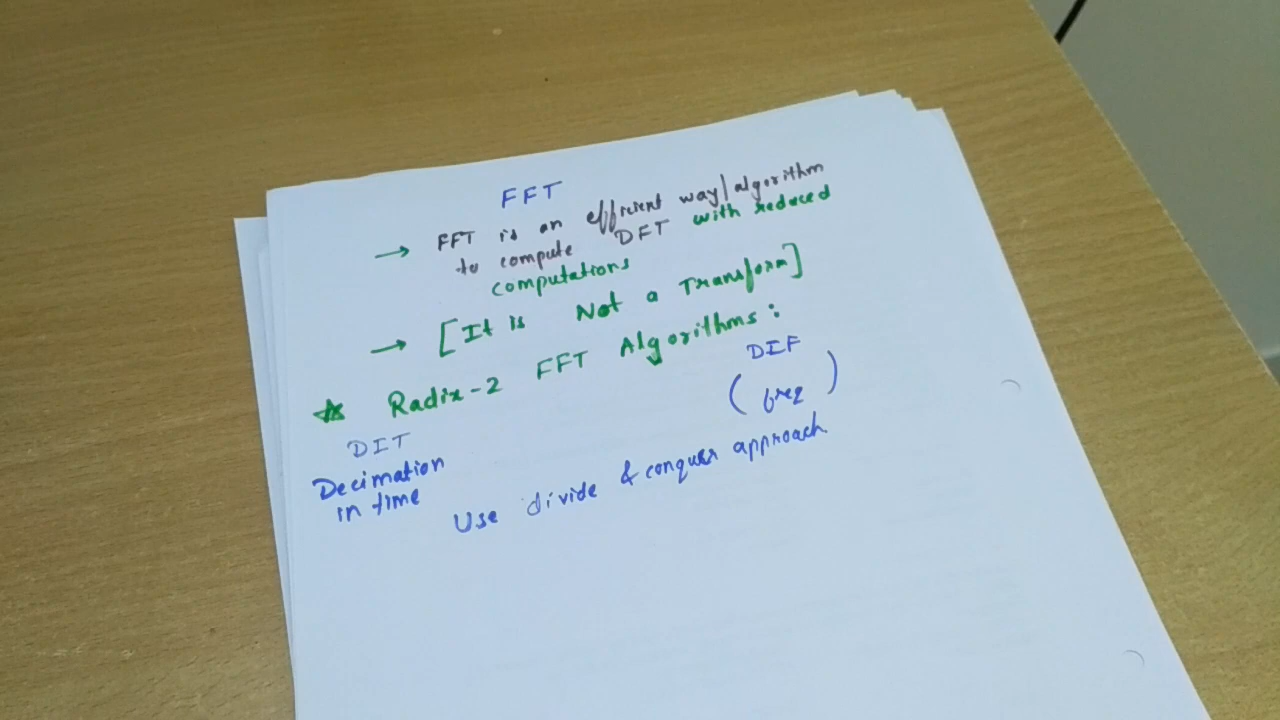 FFT
→ FFT is an efficient way/algorithm
to compute DFT with reduced
computations
→ [It is Not a Transform]
☆ Radix-2 FFT Algorithms:
DIT
Decimation
in time
DIF
(freq)
Use divide & conquer approach